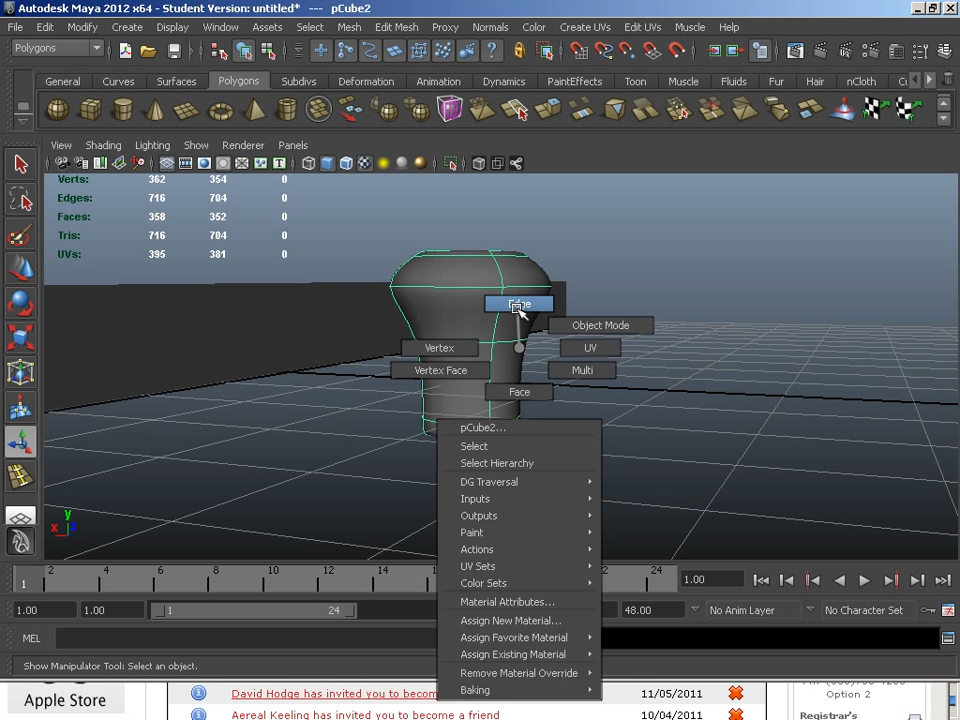 Autodesk Maya 2012 x64 - Student Version: untitled* --- pCube2
File Edit Modify Create Display Window Assets Select Mesh Edit Mesh Proxy Normals Color Create UVs Edit UVs Muscle Help
Polygons
General Curves Surfaces Polygons Subdivs Deformation Animation Dynamics PaintEffects Toon Muscle Fluids Fur Hair nCloth
View Shading Lighting Show Renderer Panels
Verts: 362 354 0
Edges: 716 704 0
Faces: 358 352 0
Tris: 716 704 0
UVs: 395 381 0
Edge
Object Mode
Vertex UV
Vertex Face Multi
Face
pCube2...
Select
Select Hierarchy
DG Traversal
Inputs
Outputs
Paint
Actions
UV Sets
Color Sets
Material Attributes...
Assign New Material...
Assign Favorite Material
Assign Existing Material
Remove Material Override
Baking
y
x z
1 2 4 6 8 10 12 14 24 1.00
1.00 1.00 1 24 48.00 No Anim Layer No Character Set
MEL
Show Manipulator Tool: Select an object.
Apple Store
David Hodge has invited you to becom 11/05/2011
Option 2
Aereal Keeling has invited you to become a friend 10/04/2011
Registrar's